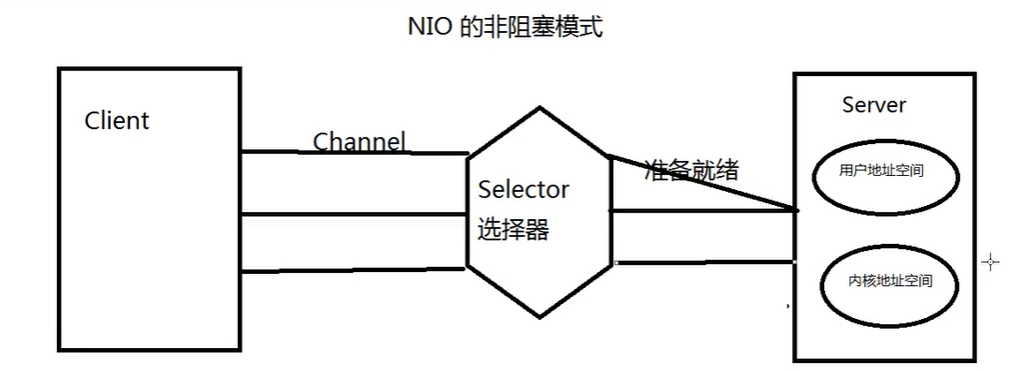 NIO 的非阻塞模式
Client
Channel
Selector
选择器
准备就绪
Server
用户地址空间
内核地址空间